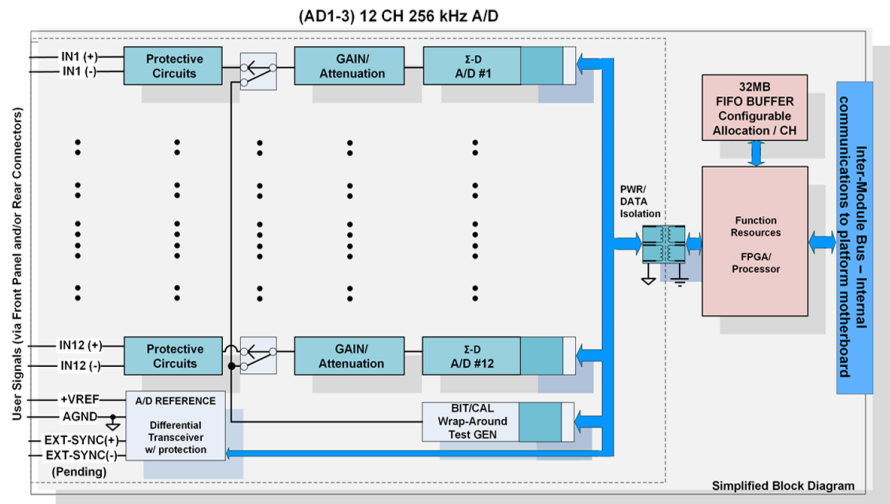 (AD1-3) 12 CH 256 kHz A/D
User Signals (via Front Panel and/or Rear Connectors)
IN1 (+)
IN1 (-)
Protective
Circuits
GAIN/
Attenuation
Σ-D
A/D #1
32MB
FIFO BUFFER
Configurable
Allocation / CH
PWR/
DATA
Isolation
Function
Resources
FPGA/
Processor
Inter-Module Bus – Internal
communications to platform motherboard
IN12 (+)
IN12 (-)
Protective
Circuits
GAIN/
Attenuation
Σ-D
A/D #12
+VREF
AGND
EXT-SYNC(+)
EXT-SYNC(-)
(Pending)
A/D REFERENCE
Differential
Transceiver
w/ protection
BIT/CAL
Wrap-Around
Test GEN
Simplified Block Diagram